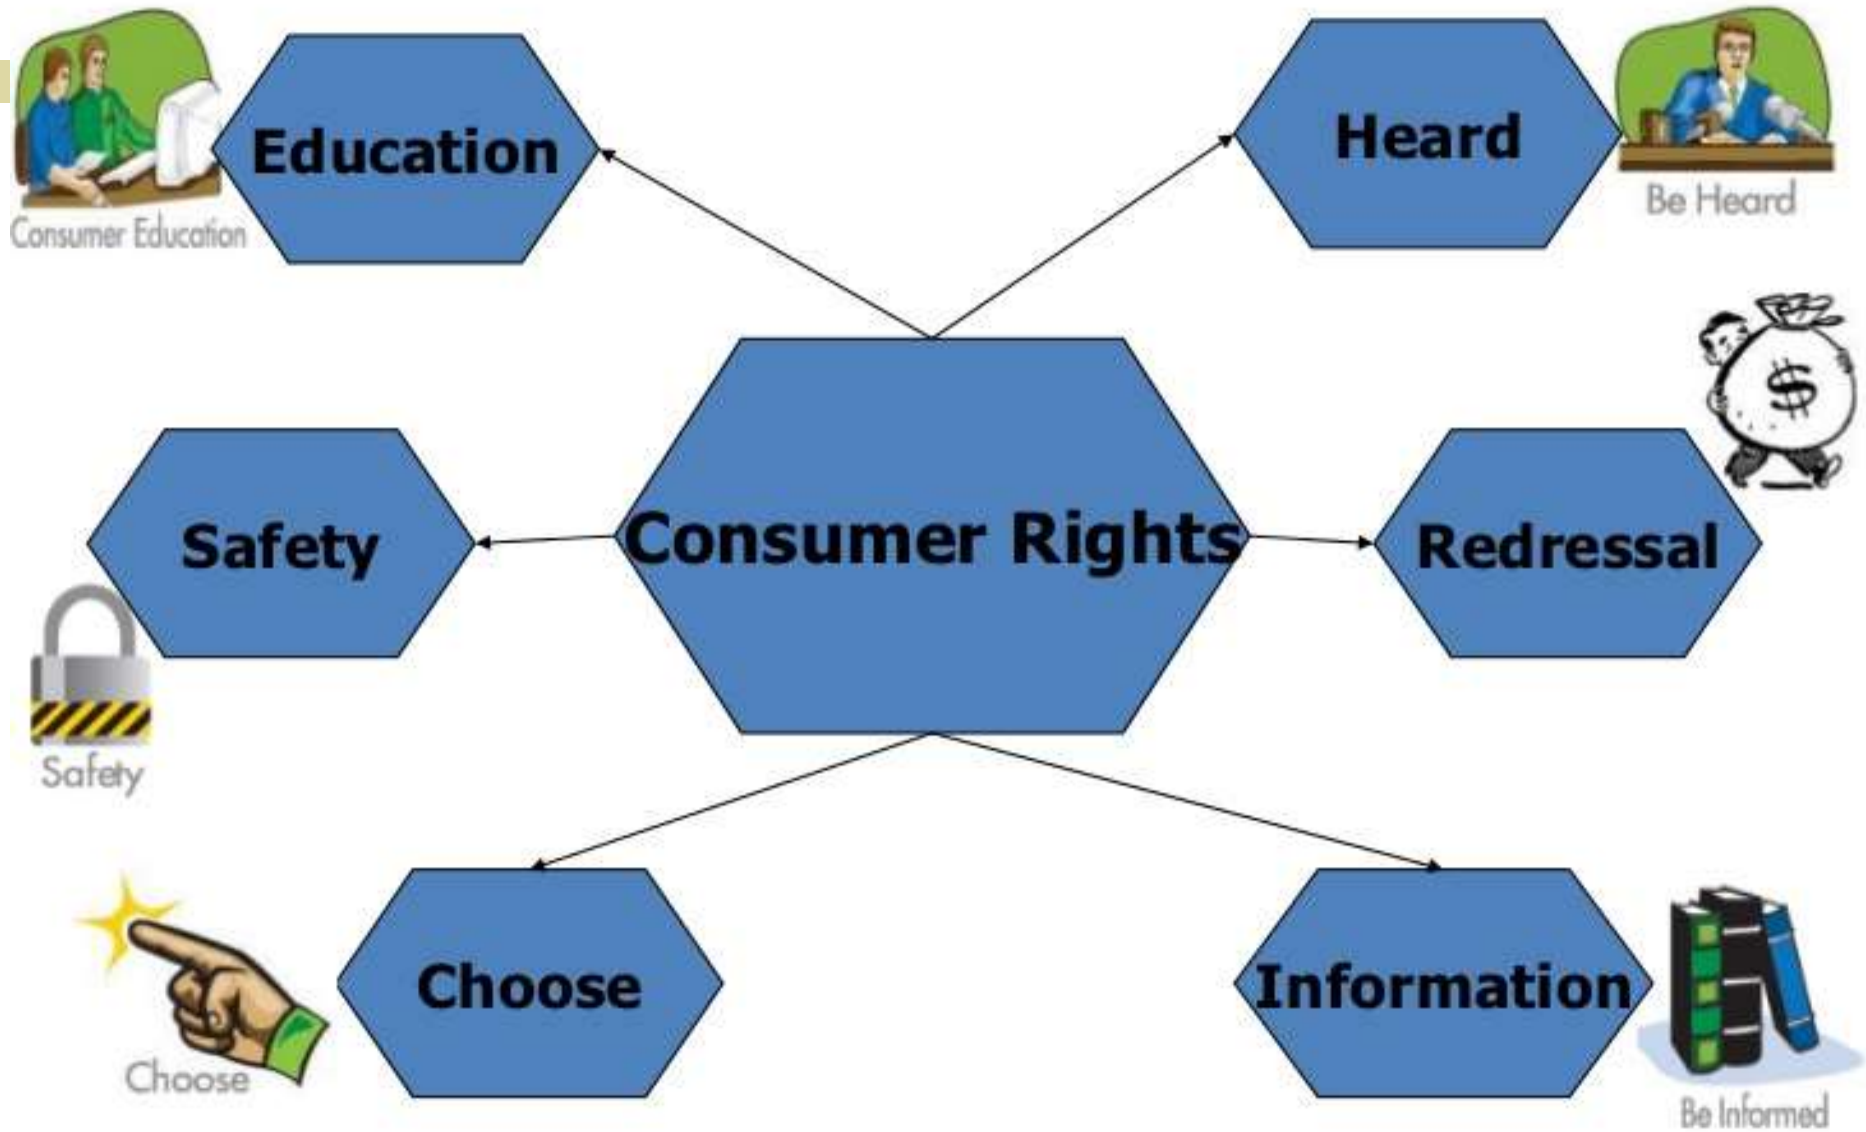 Education
Consumer Education
Heard
Be Heard
Safety
Safety
Consumer Rights
$
Redressal
Choose
Choose
Information
Be Informed